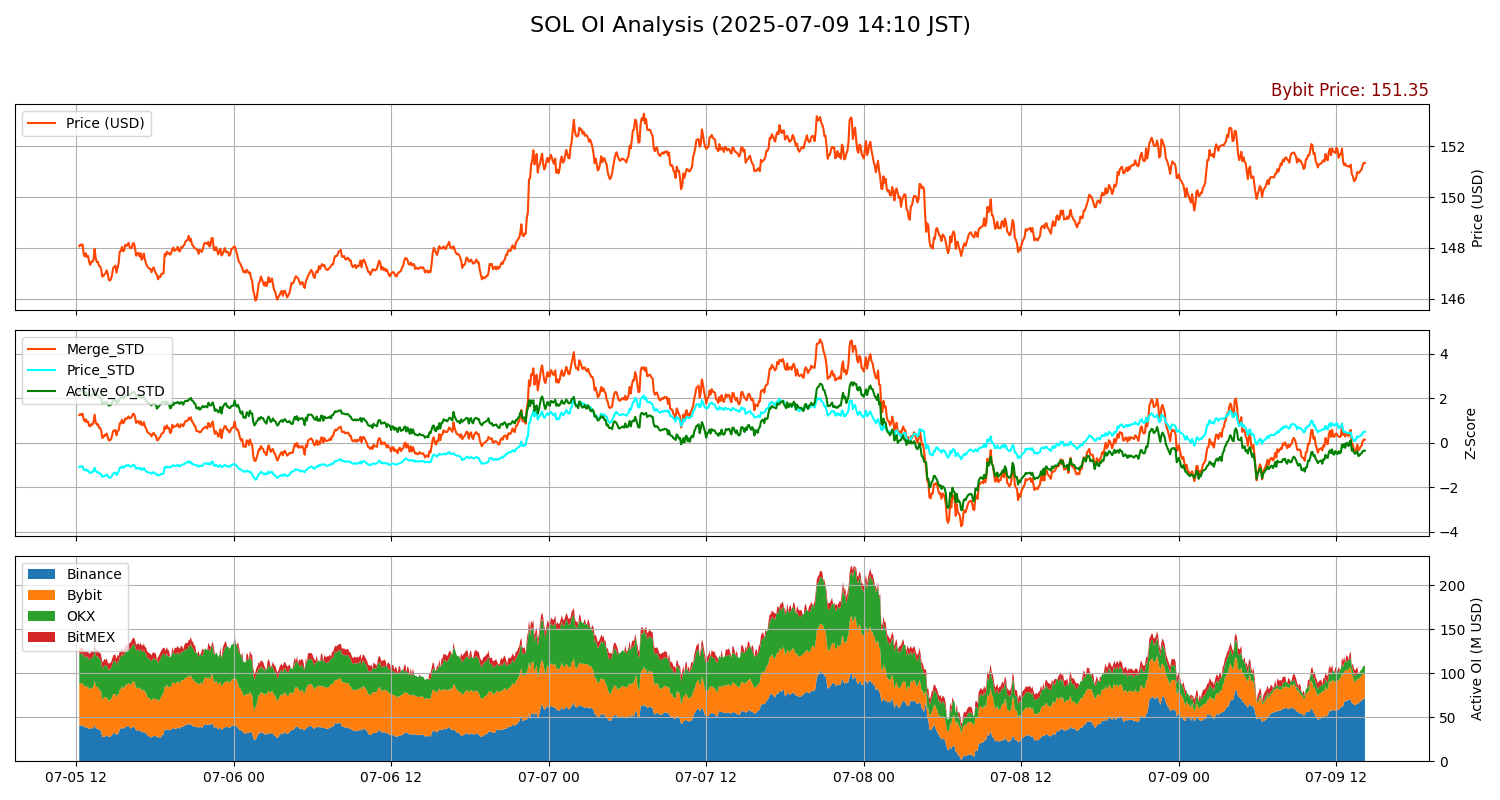 SOL OI Analysis (2025-07-09 14:10 JST)
Bybit Price: 151.35
Price (USD)
152
150
148
146
Price (USD)
Merge_STD
Price_STD
Active_OI_STD
4
2
0
−2
−4
Z-Score
Binance
Bybit
OKX
BitMEX
200
150
100
50
0
Active OI (M USD)
07-05 12 07-06 00 07-06 12 07-07 00 07-07 12 07-08 00 07-08 12 07-09 00 07-09 12